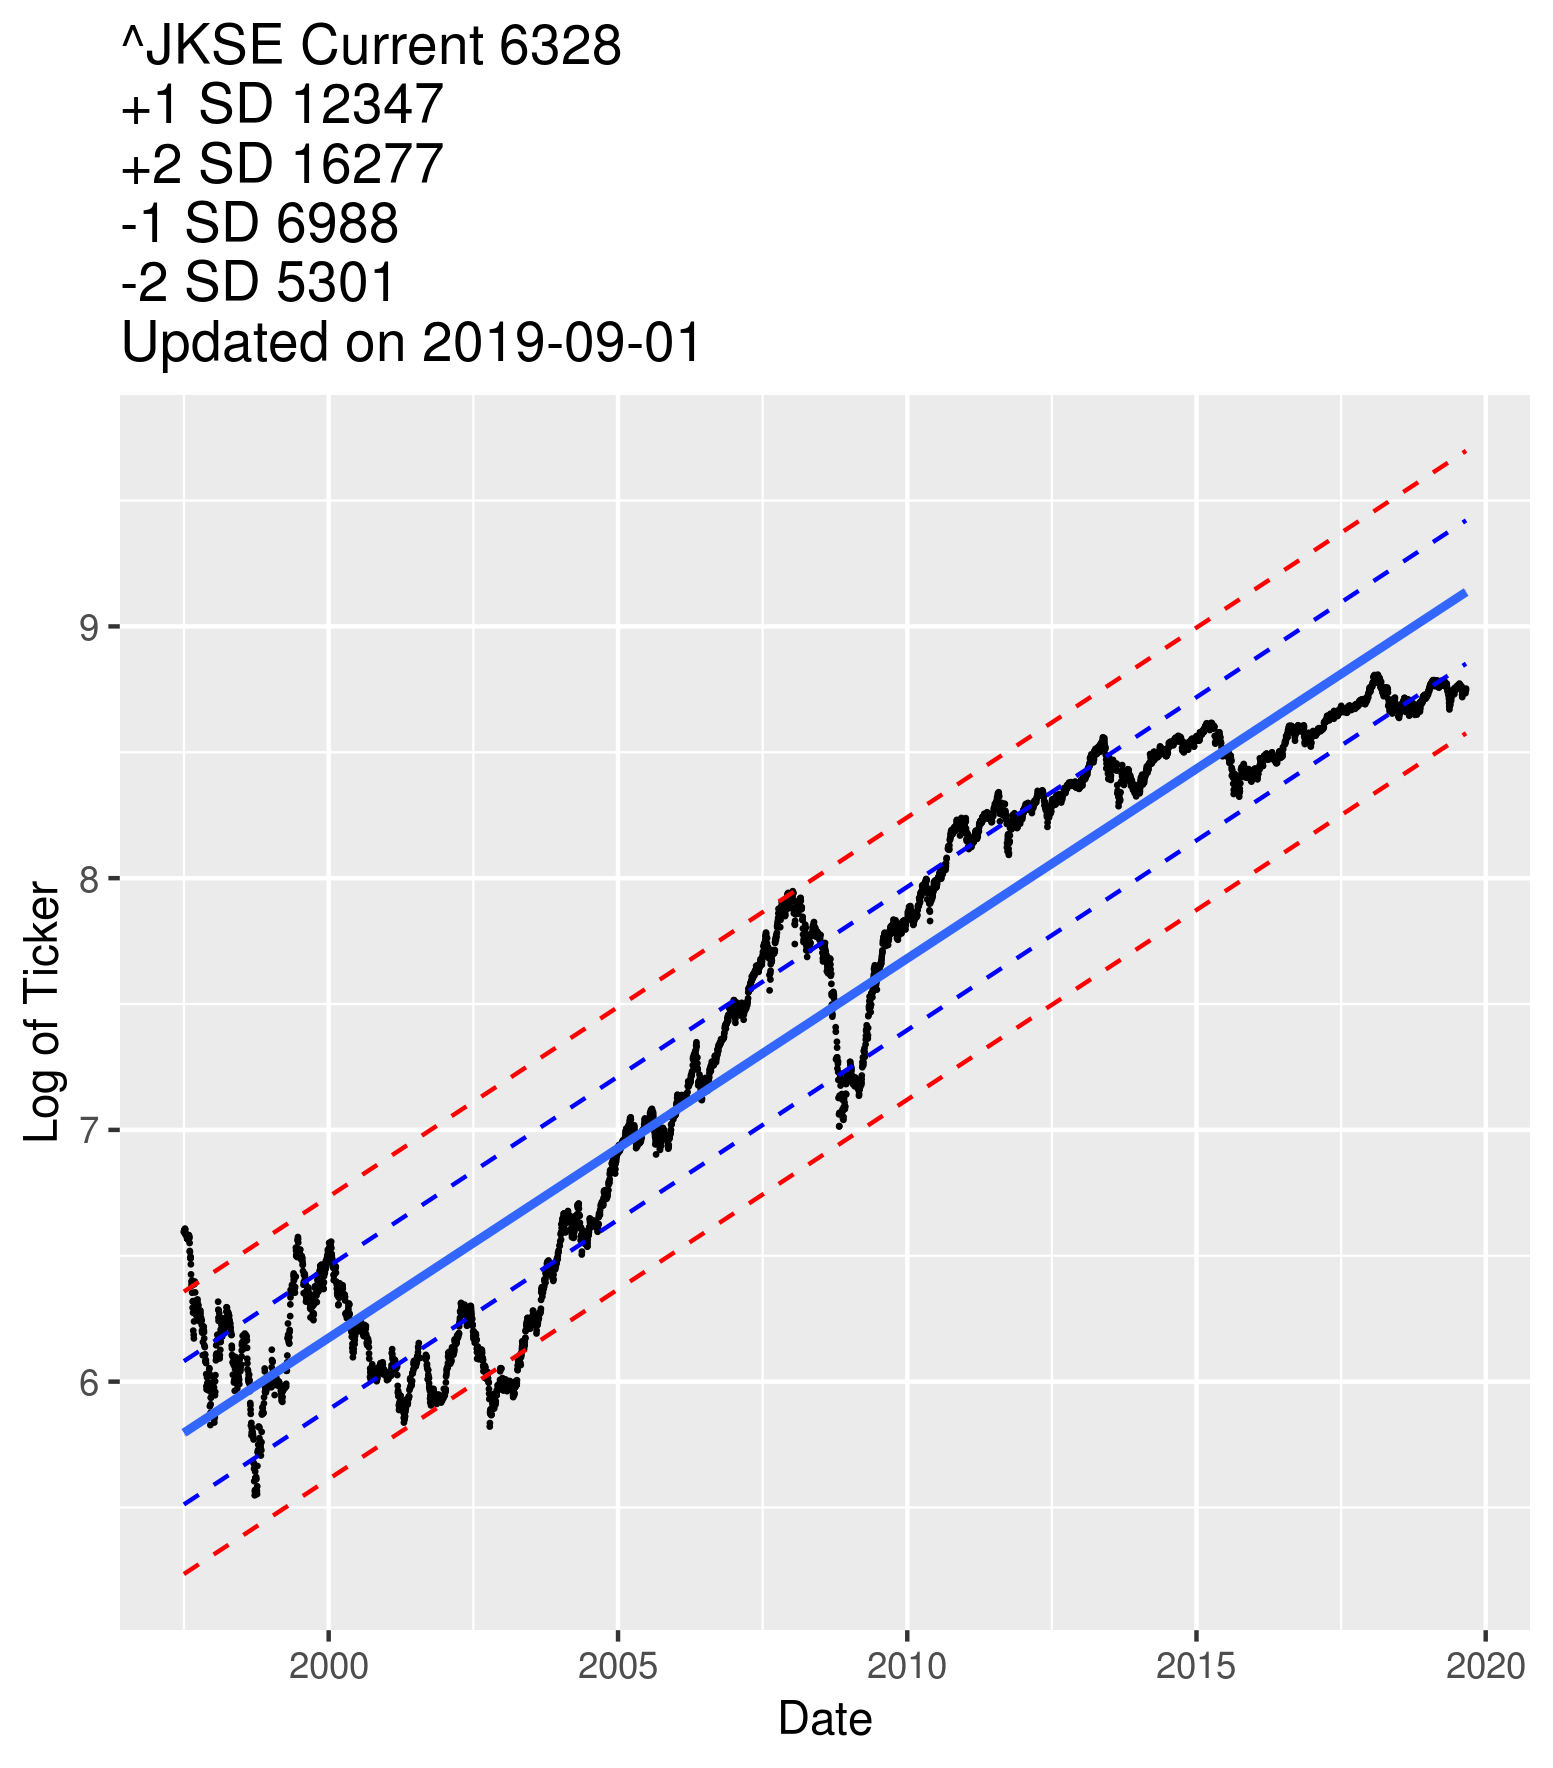 ^JKSE Current 6328
+1 SD 12347
+2 SD 16277
-1 SD 6988
-2 SD 5301
Updated on 2019-09-01
9
8
7
6
Log of Ticker
2000
2005
2010
2015
2020
Date